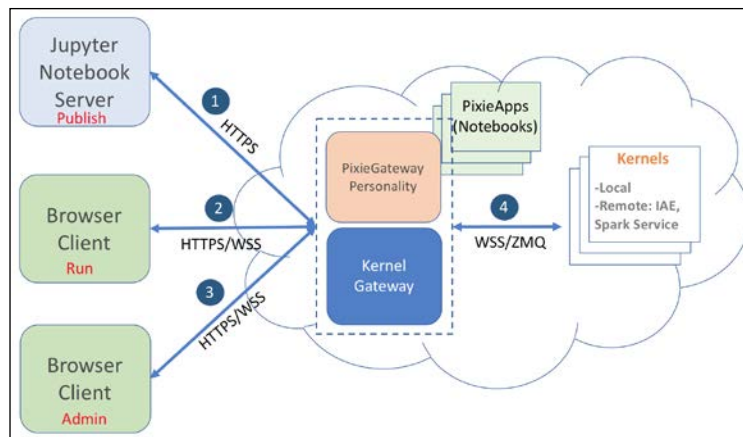 Jupyter
Notebook
Server
Publish
1
HTTPS
Browser
Client
Run
2
HTTPS/WSS
Browser
Client
Admin
3
HTTPS/WSS
PixieGateway
Personality
Kernel
Gateway
PixieApps
(Notebooks)
4
WSS/ZMQ
Kernels
-Local
-Remote: IAE,
Spark Service